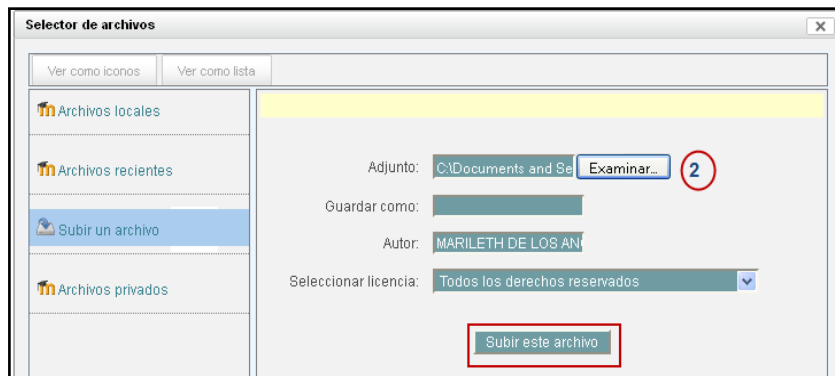 Selector de archivos
Ver como iconos Ver como lista
Archivos locales
Archivos recientes
Subir un archivo
Archivos privados
Adjunto: C:\Documents and Se Examinar... 2
Guardar como:
Autor: MARILETH DE LOS AN
Seleccionar licencia: Todos los derechos reservados
Subir este archivo